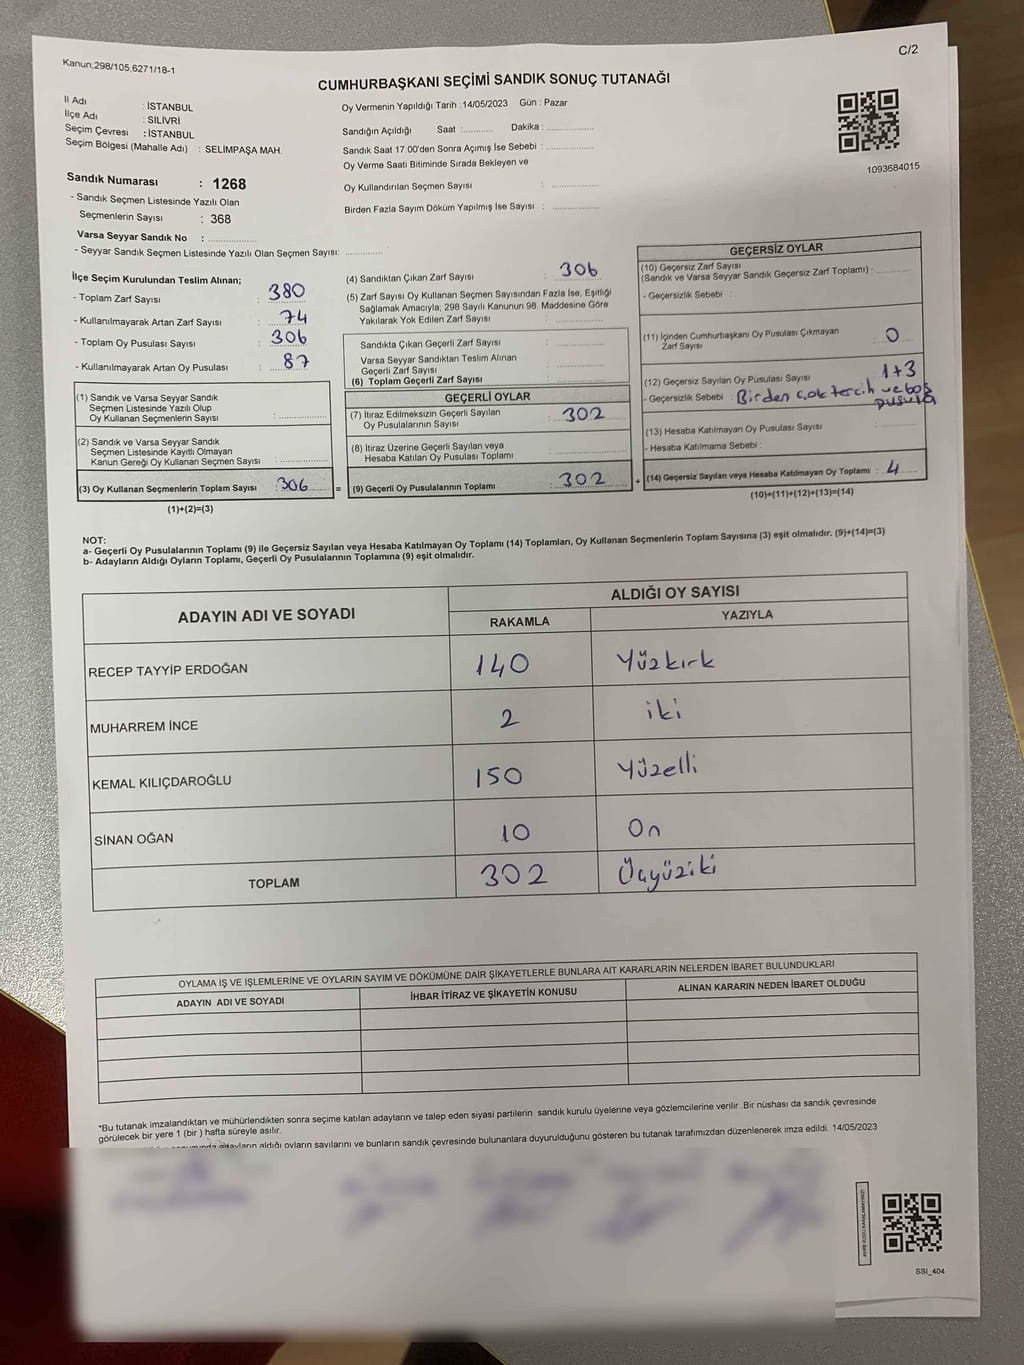 Kanun;298/105,6271/18-1
C/2
CUMHURBAŞKANI SEÇİMİ SANDIK SONUÇ TUTANAĞI
İl Adı : İSTANBUL
İlçe Adı : SİLİVRİ
Seçim Çevresi : İSTANBUL
Seçim Bölgesi (Mahalle Adı) : SELİMPAŞA MAH.
Oy Vermenin Yapıldığı Tarih : 14/05/2023 Gün : Pazar
Sandığın Açıldığı Saat :........... Dakika :...............
Sandık Saat 17.00'den Sonra Açımış İse Sebebi :...............
Oy Verme Saati Bitiminde Sırada Bekleyen ve
Oy Kullandırılan Seçmen Sayısı : ...............
Birden Fazla Sayım Döküm Yapılmış İse Sayısı : ...............
1093684015
Sandık Numarası : 1268
- Sandık Seçmen Listesinde Yazılı Olan
Seçmenlerin Sayısı : 368
Varsa Seyyar Sandık No : ...............
- Seyyar Sandık Seçmen Listesinde Yazılı Olan Seçmen Sayısı: ............
İlçe Seçim Kurulundan Teslim Alınan;
- Toplam Zarf Sayısı : 380
- Kullanılmayarak Artan Zarf Sayısı : 74
- Toplam Oy Pusulası Sayısı : 306
- Kullanılmayarak Artan Oy Pusulası : 87
(1) Sandık ve Varsa Seyyar Sandık
Seçmen Listesinde Yazılı Olup
Oy Kullanan Seçmenlerin Sayısı :...............
(2) Sandık ve Varsa Seyyar Sandık
Seçmen Listesinde Kayıtlı Olmayan
Kanun Gereği Oy Kullanan Seçmen Sayısı :...............
(3) Oy Kullanan Seçmenlerin Toplam Sayısı : 306 =
(1)+(2)=(3)
(4) Sandıktan Çıkan Zarf Sayısı : 306
(5) Zarf Sayısı Oy Kullanan Seçmen Sayısından Fazla İse, Eşitliği
Sağlamak Amacıyla; 298 Sayılı Kanunun 98. Maddesine Göre
Yakılarak Yok Edilen Zarf Sayısı : ...............
Sandıkta Çıkan Geçerli Zarf Sayısı : ...............
Varsa Seyyar Sandıktan Teslim Alınan
Geçerli Zarf Sayısı : ...............
(6) Toplam Geçerli Zarf Sayısı : ...............
GEÇERLİ OYLAR
(7) İtiraz Edilmeksizin Geçerli Sayılan
Oy Pusulasının Sayısı : 302
(8) İtiraz Üzerine Geçerli Sayılan veya
Hesaba Katılan Oy Pusulası Toplamı : ...............
(9) Geçerli Oy Pusulalarının Toplamı : 302 +
GEÇERSİZ OYLAR
(10) Geçersiz Zarf Sayısı
(Sandık ve Varsa Seyyar Sandık Geçersiz Zarf Toplamı) :............
- Geçersizlik Sebebi :
(11) İçinden Cumhurbaşkanı Oy Pusulası Çıkmayan
Zarf Sayısı : 0
(12) Geçersiz Sayılan Oy Pusulası Sayısı : 1+3
- Geçersizlik Sebebi : Birden çok tercih ve boş
pusula
(13) Hesaba Katılmayan Oy Pusulası Sayısı : ............
- Hesaba Katılmama Sebebi :
(14) Geçersiz Sayılan veya Hesaba Katılmayan Oy Toplamı : 4
(10)+(11)+(12)+(13)=(14)
NOT:
a- Geçerli Oy Pusulalarının Toplamı (9) ile Geçersiz Sayılan veya Hesaba Katılmayan Oy Toplamı (14) Toplamları, Oy Kullanan Seçmenlerin Toplam Sayısına (3) eşit olmalıdır. (9)+(14)=(3)
b- Adayların Aldığı Oyların Toplamı, Geçerli Oy Pusulalarının Toplamına (9) eşit olmalıdır.
ADAYIN ADI VE SOYADI
ALDIĞI OY SAYISI
RAKAMLA YAZIYLA
RECEP TAYYİP ERDOĞAN 140 Yüzkırk
MUHARREM İNCE 2 iki
KEMAL KILIÇDAROĞLU 150 Yüzelli
SİNAN OĞAN 10 On
TOPLAM 302 Üçyüziki
OYLAMA İŞ VE İŞLEMLERİNE VE OYLARIN SAYIM VE DÖKÜMÜNE DAİR ŞİKAYETLERLE BUNLARA AİT KARARLARIN NELERDEN İBARET BULUNDUKLARI
ADAYIN ADI VE SOYADI İHBAR İTİRAZ VE ŞİKAYETİN KONUSU ALINAN KARARIN NEDEN İBARET OLDUĞU
*Bu tutanak imzalandıktan ve mühürlendikten sonra seçime katılan adayların ve talep eden siyasi partilerin sandık kurulu üyelerine veya gözlemcilerine verilir .Bir nüshası da sandık çevresinde
görülecek bir yere 1 (bir ) hafta süreyle asılır.
adayların aldığı oyların sayılarını ve bunların sandık çevresinde bulunanlara duyurulduğunu gösteren bu tutanak tarafımızdan düzenlenerek imza edildi. 14/05/2023
SSI_404